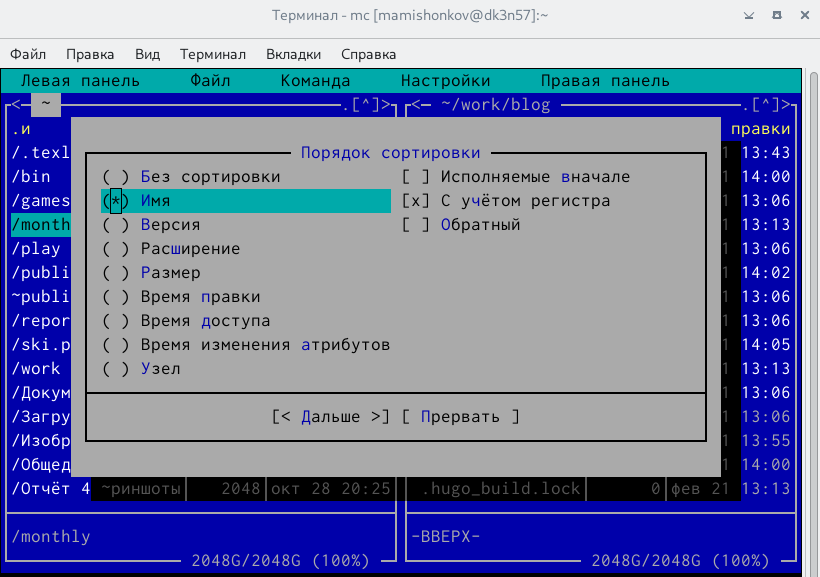 Терминал - mc [mamishonkov@dk3n57]:~
Файл Правка Вид Терминал Вкладки Справка
Левая панель Файл Команда Настройки Правая панель
<- ~ .[^]> <- ~/work/blog .[^]>
.и правки
/.texl Порядок сортировки 13:43
/bin ( ) Без сортировки [ ] Исполняемые вначале 14:00
/games (*) Имя [x] С учётом регистра 13:06
/month ( ) Версия [ ] Обратный 13:13
/play ( ) Расширение 13:06
/publi ( ) Размер 14:02
~publi ( ) Время правки 13:06
/repor ( ) Время доступа 13:06
/ski.p ( ) Время изменения атрибутов 14:05
/work ( ) Узел 13:13
/Докум 13:06
/Загру [< Дальше >] [ Прервать ] 13:06
/Изобр 13:55
/Общед 14:00
/Отчёт 4 ~риншоты 2048 окт 28 20:25 .hugo_build.lock 0 фев 21 13:13
/monthly -ВВЕРХ-
2048G/2048G (100%) 2048G/2048G (100%)